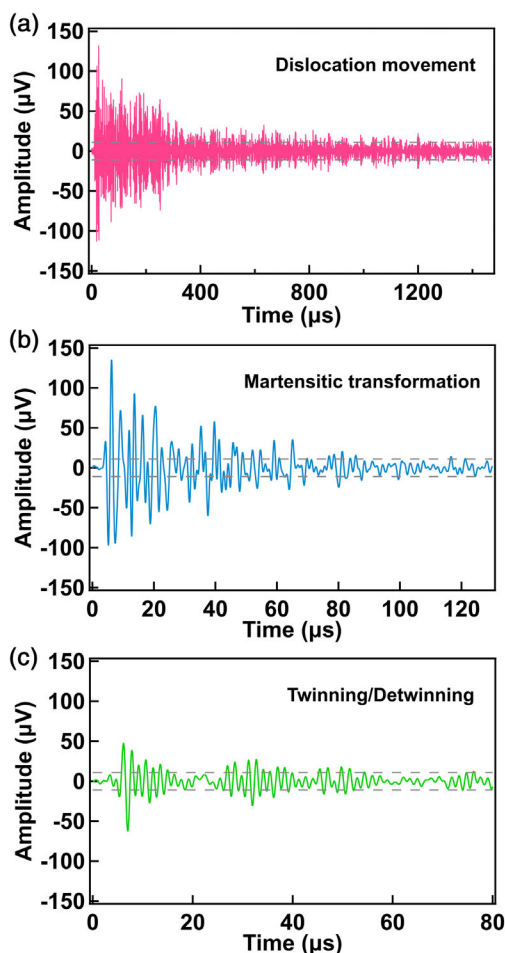 (a)
150
Dislocation movement
100
50
0
-50
-100
-150
Amplitude (µV)
0 400 800 1200
Time (µs)
(b)
150
Martensitic transformation
100
50
0
-50
-100
-150
Amplitude (µV)
0 20 40 60 80 100 120
Time (µs)
(c)
150
Twinning/Detwinning
100
50
0
-50
-100
-150
Amplitude (µV)
0 20 40 60 80
Time (µs)